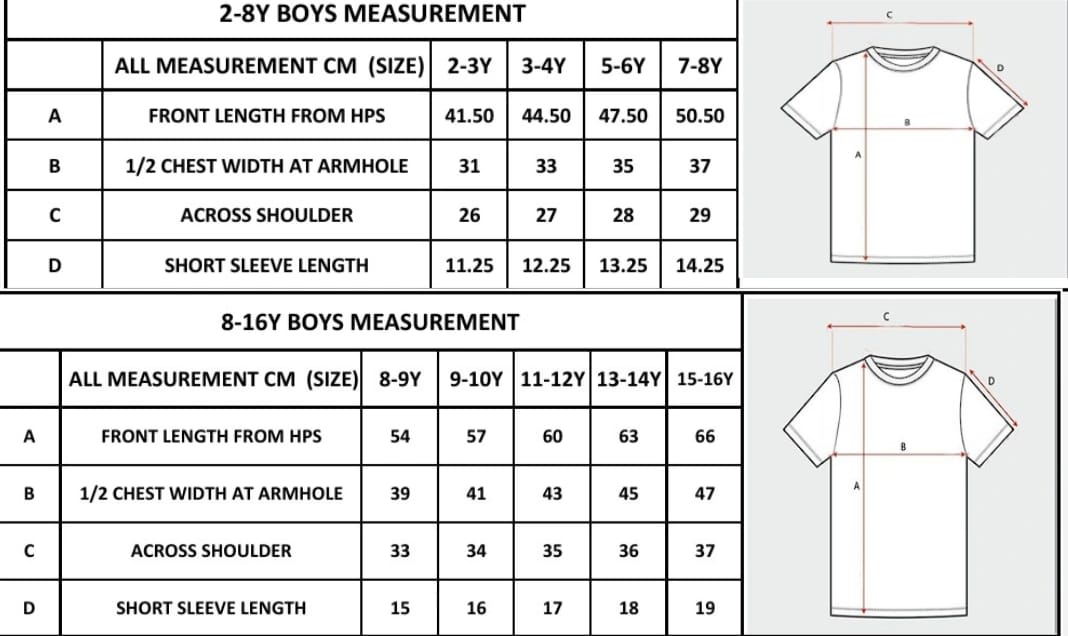 2-8Y BOYS MEASUREMENT
ALL MEASUREMENT CM (SIZE) 2-3Y 3-4Y 5-6Y 7-8Y
A FRONT LENGTH FROM HPS 41.50 44.50 47.50 50.50
B 1/2 CHEST WIDTH AT ARMHOLE 31 33 35 37
C ACROSS SHOULDER 26 27 28 29
D SHORT SLEEVE LENGTH 11.25 12.25 13.25 14.25
C
D
B
A
8-16Y BOYS MEASUREMENT
ALL MEASUREMENT CM (SIZE) 8-9Y 9-10Y 11-12Y 13-14Y 15-16Y
A FRONT LENGTH FROM HPS 54 57 60 63 66
B 1/2 CHEST WIDTH AT ARMHOLE 39 41 43 45 47
C ACROSS SHOULDER 33 34 35 36 37
D SHORT SLEEVE LENGTH 15 16 17 18 19
C
D
B
A